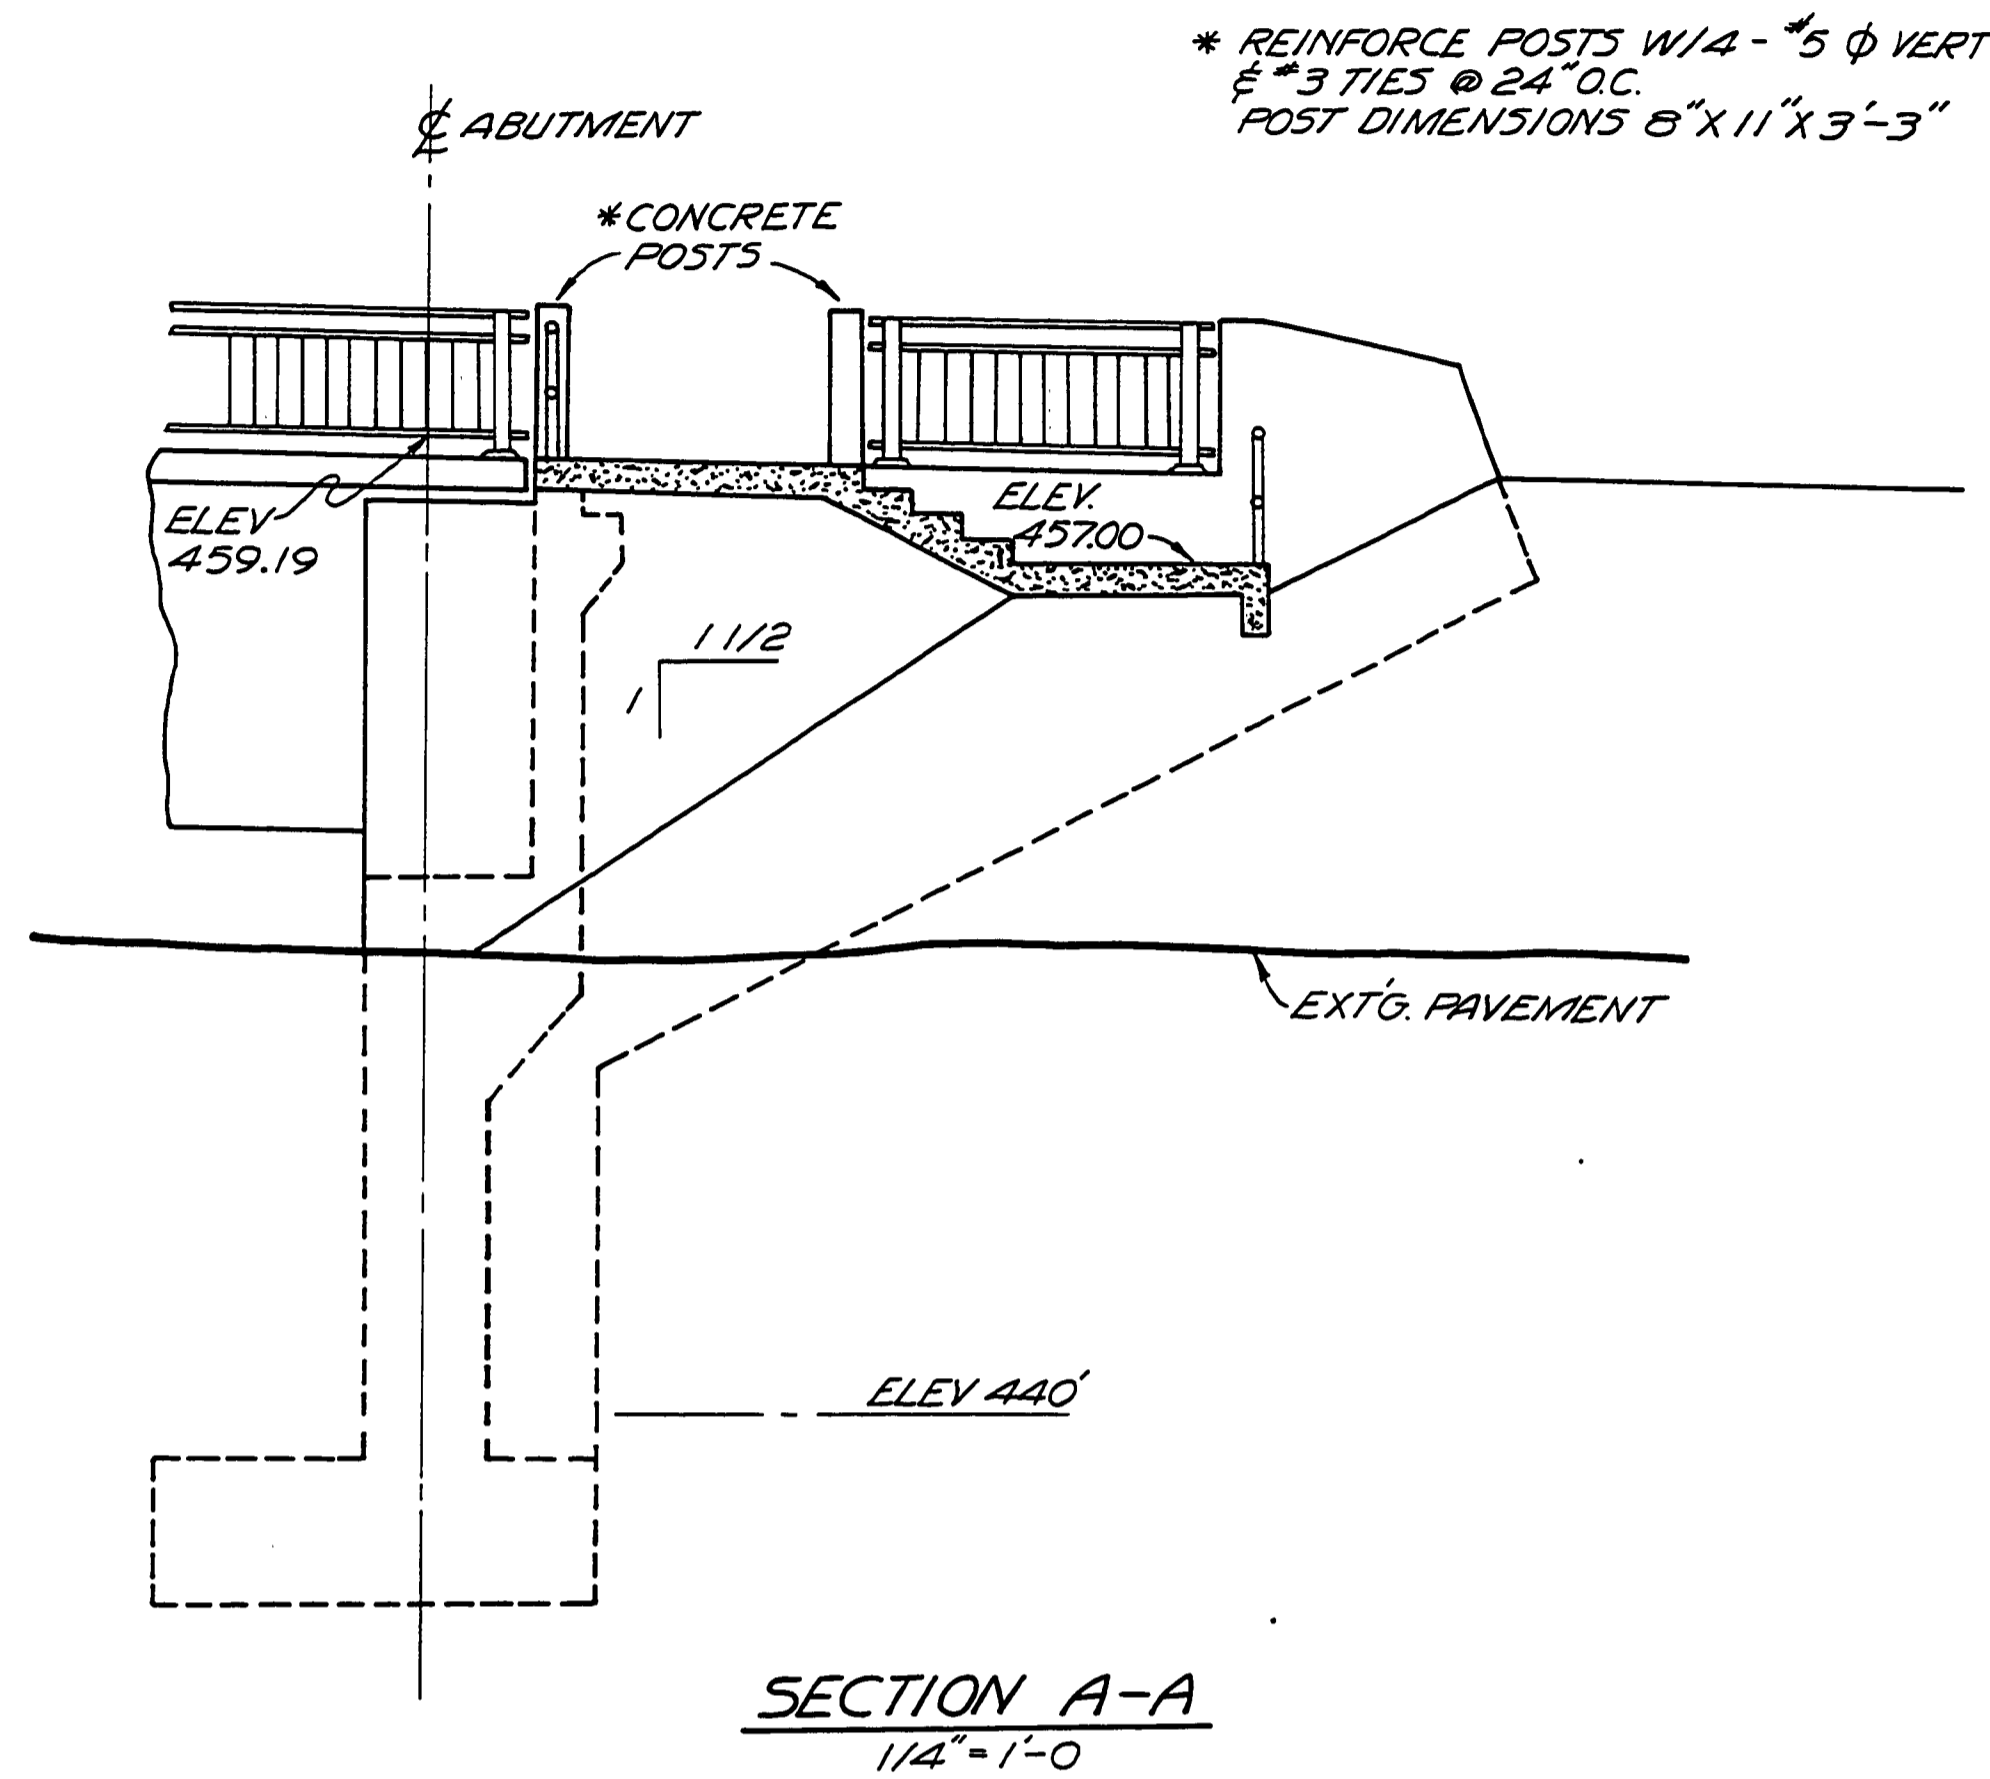 * REINFORCE POSTS W/4 - #5 ϕ VERT
& #3 TIES @ 24" O.C.
POST DIMENSIONS 8" X 11" X 3'-3"
℄ ABUTMENT
* CONCRETE
POSTS
ELEV
459.19
ELEV.
457.00
1 1/2
1
EXT'G. PAVEMENT
ELEV 440'
SECTION A-A
1/4" = 1'-0